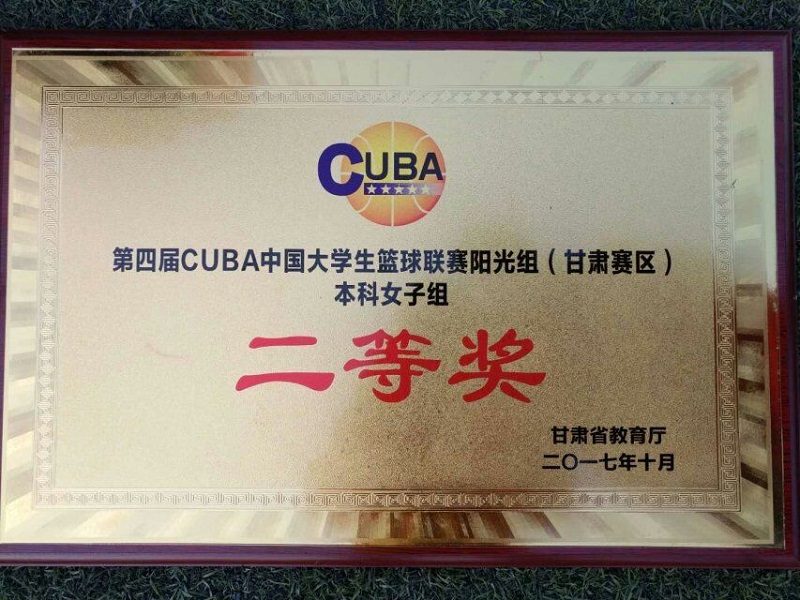 CUBA
第四届CUBA中国大学生篮球联赛阳光组（甘肃赛区）
本科女子组
二等奖
甘肃省教育厅
二〇一七年十月